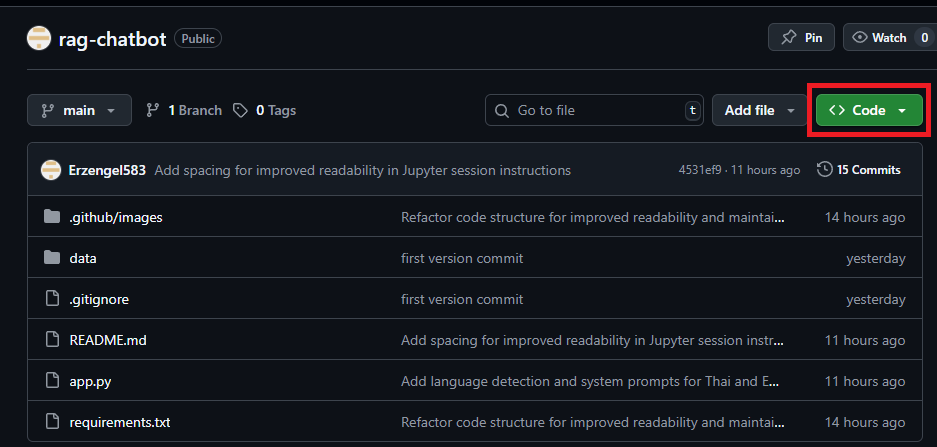 rag-chatbot Public Pin Watch 0
main 1 Branch 0 Tags Go to file t Add file <> Code
Erzengel583 Add spacing for improved readability in Jupyter session instructions 4531ef9 · 11 hours ago 15 Commits
.github/images Refactor code structure for improved readability and maintai... 14 hours ago
data first version commit yesterday
.gitignore first version commit yesterday
README.md Add spacing for improved readability in Jupyter session instr... 11 hours ago
app.py Add language detection and system prompts for Thai and E... 11 hours ago
requirements.txt Refactor code structure for improved readability and maintai... 14 hours ago